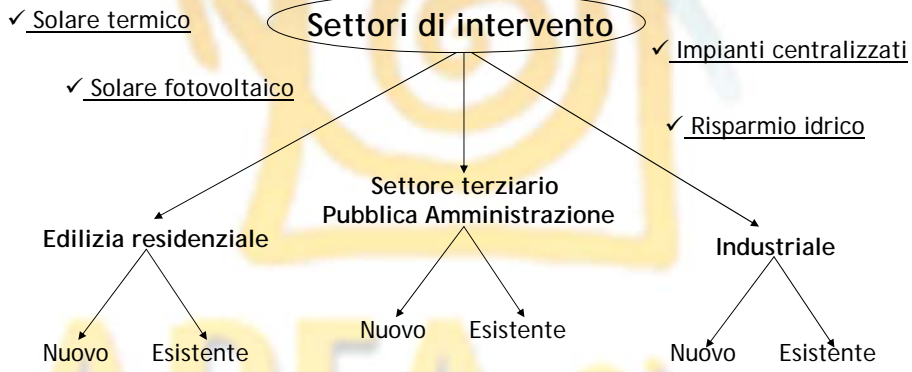 ✓ Solare termico
Settori di intervento
✓ Impianti centralizzati
✓ Solare fotovoltaico
✓ Risparmio idrico
Settore terziario
Pubblica Amministrazione
Edilizia residenziale
Industriale
Nuovo Esistente
Nuovo Esistente
Nuovo Esistente